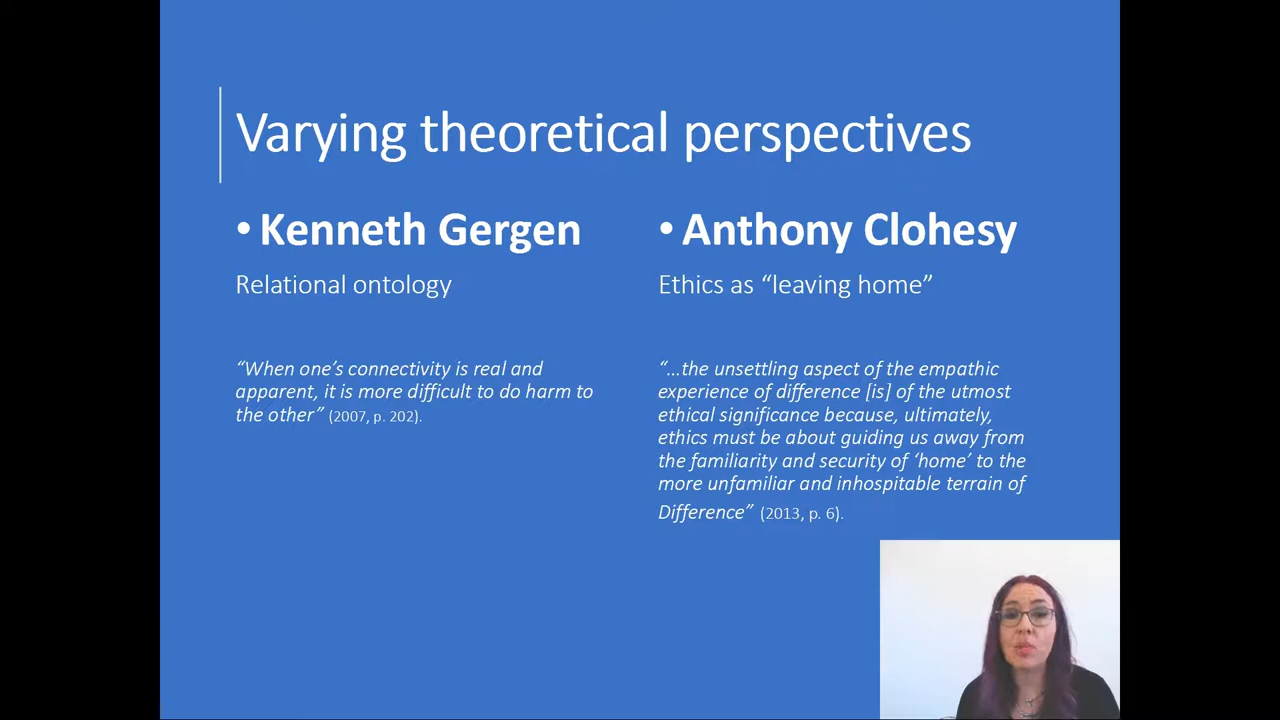 Varying theoretical perspectives
• Kenneth Gergen
Relational ontology
“When one’s connectivity is real and
apparent, it is more difficult to do harm to
the other” (2007, p. 202).
• Anthony Clohesy
Ethics as “leaving home”
“…the unsettling aspect of the empathic
experience of difference [is] of the utmost
ethical significance because, ultimately,
ethics must be about guiding us away from
the familiarity and security of ‘home’ to the
more unfamiliar and inhospitable terrain of
Difference” (2013, p. 6).